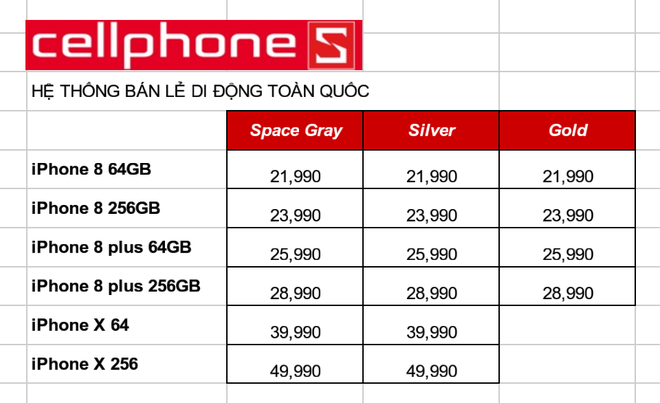 cellphone S
HỆ THỐNG BÁN LẺ DI ĐỘNG TOÀN QUỐC
Space Gray Silver Gold
iPhone 8 64GB 21,990 21,990 21,990
iPhone 8 256GB 23,990 23,990 23,990
iPhone 8 plus 64GB 25,990 25,990 25,990
iPhone 8 plus 256GB 28,990 28,990 28,990
iPhone X 64 39,990 39,990
iPhone X 256 49,990 49,990